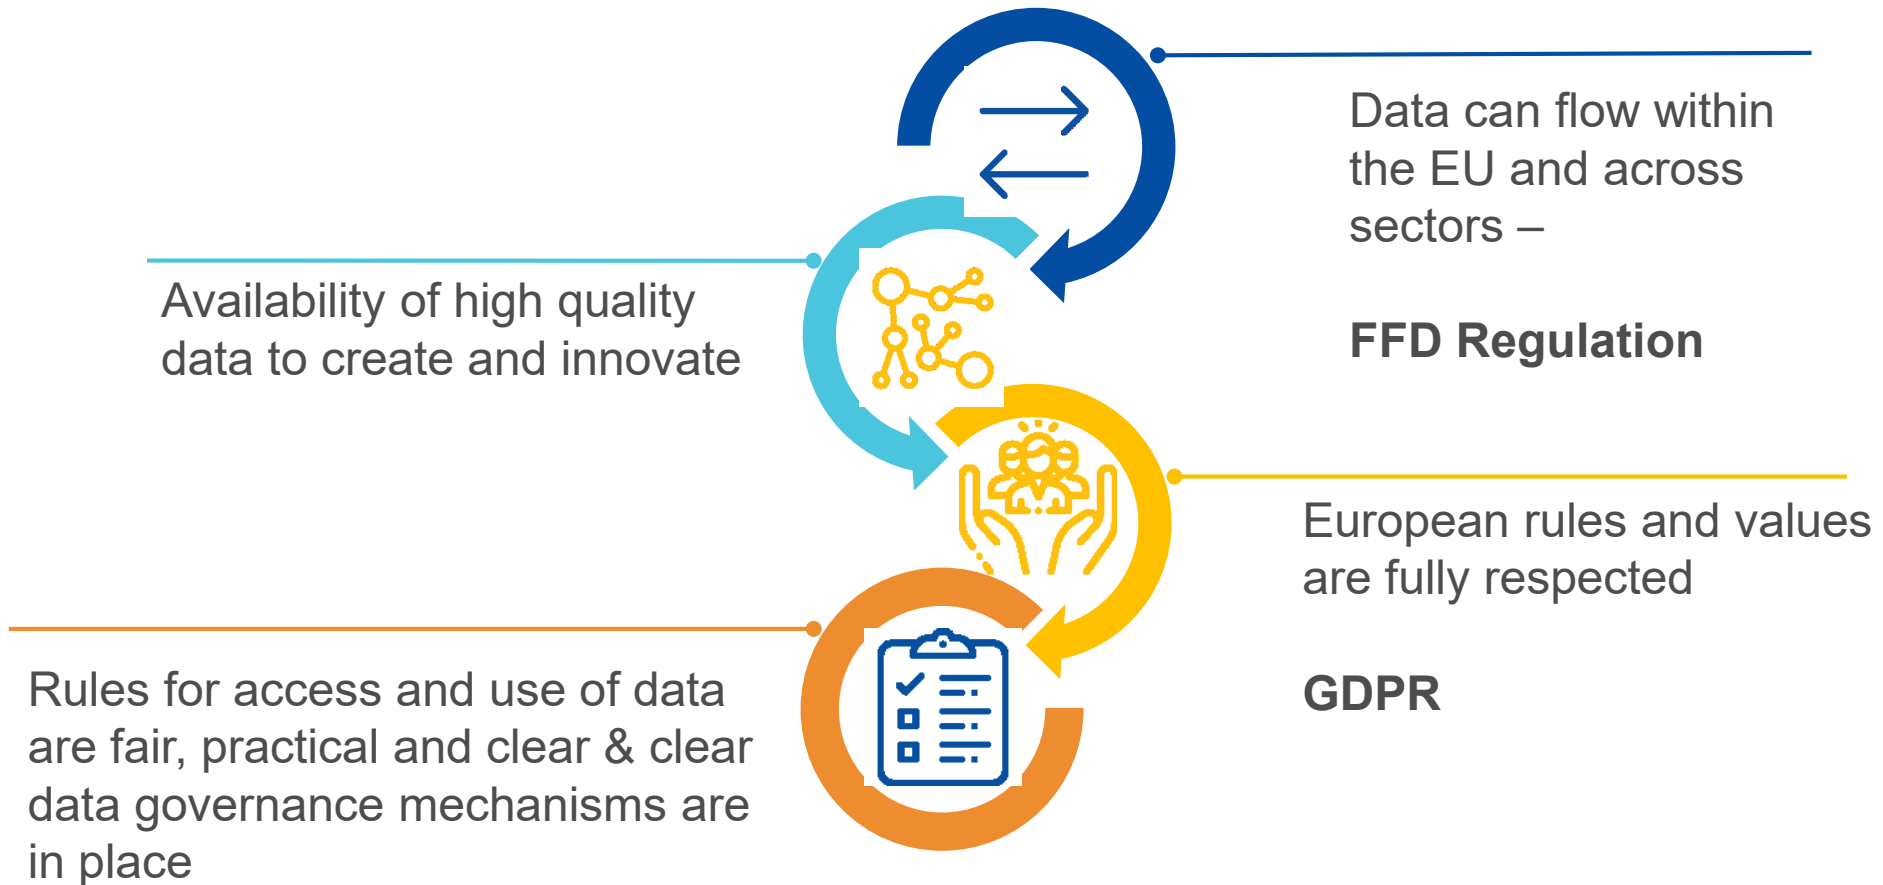 Data can flow within
the EU and across
sectors –
FFD Regulation
Availability of high quality
data to create and innovate
European rules and values
are fully respected
GDPR
Rules for access and use of data
are fair, practical and clear & clear
data governance mechanisms are
in place